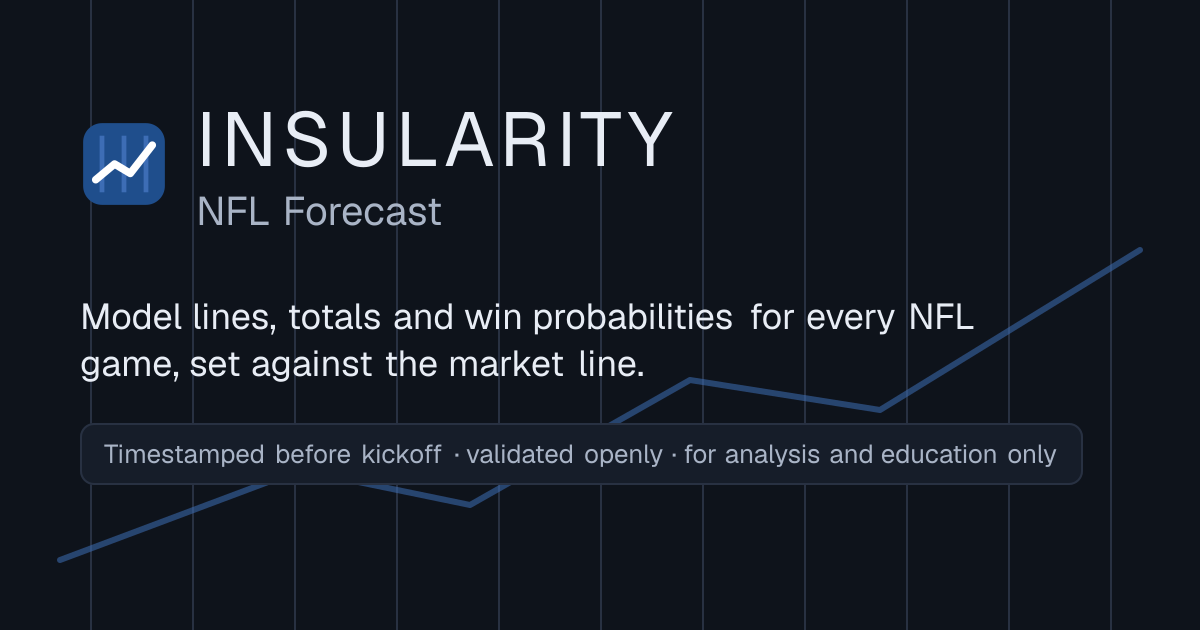 INSULARITY
NFL Forecast
Model lines, totals and win probabilities for every NFL
game, set against the market line.
Timestamped before kickoff · validated openly · for analysis and education only